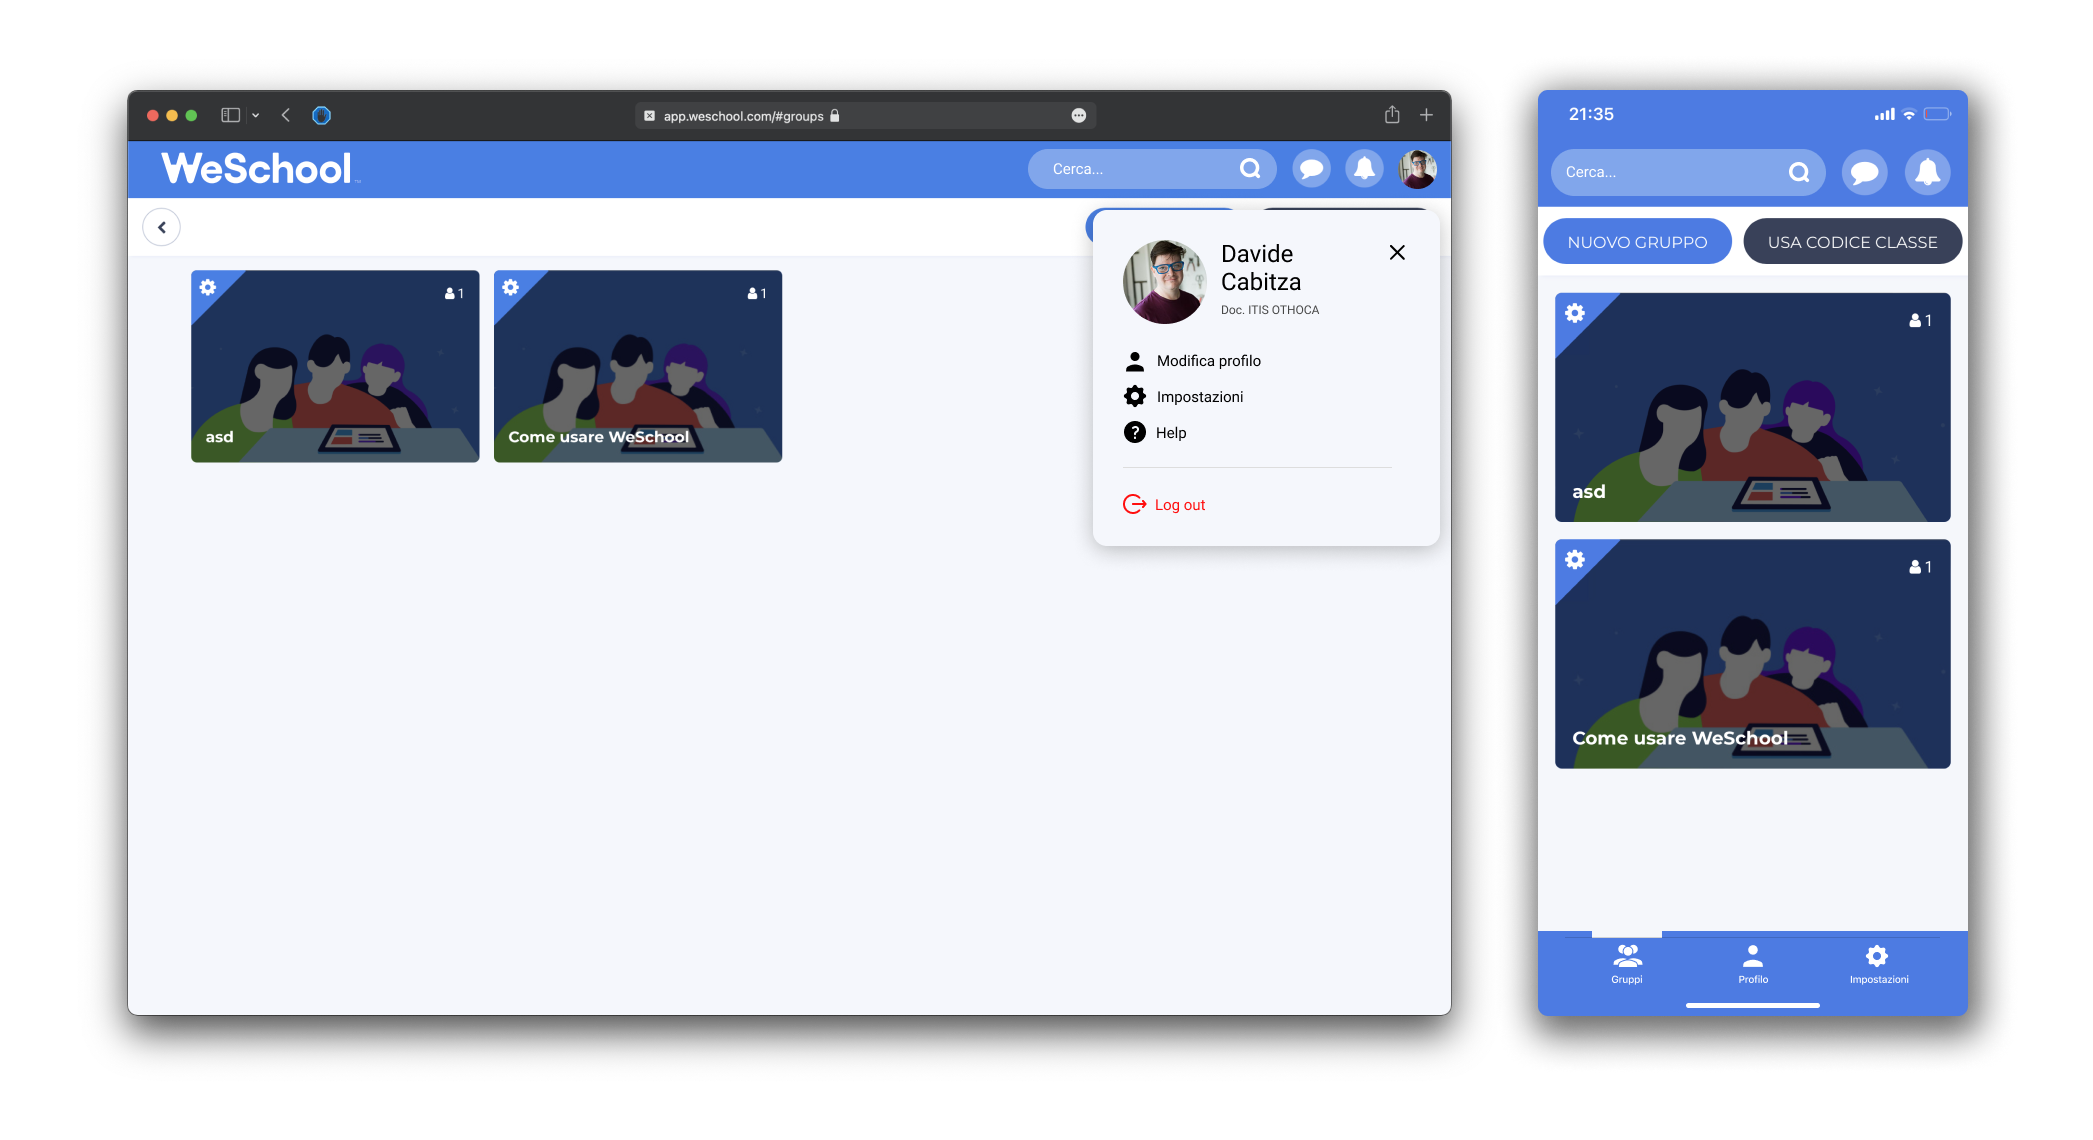 app.weschool.com/#groups
WeSchool™
Cerca...
1
asd
1
Come usare WeSchool
Davide
Cabitza
Doc. ITIS OTHOCA
Modifica profilo
Impostazioni
Help
Log out
21:35
Cerca...
NUOVO GRUPPO
USA CODICE CLASSE
1
asd
1
Come usare WeSchool
Gruppi
Profilo
Impostazioni